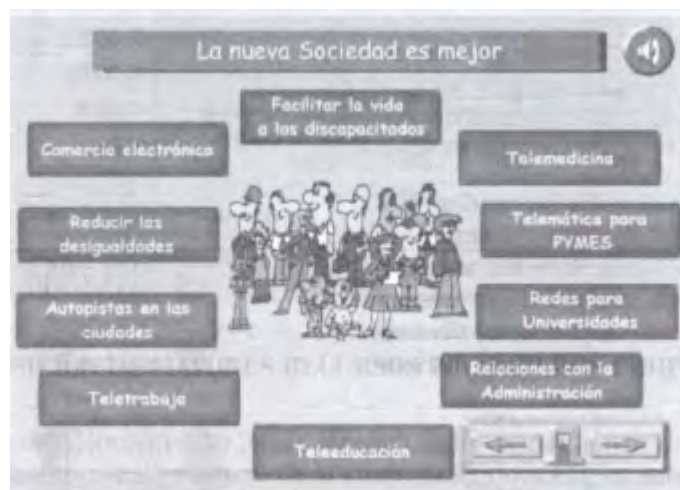 La nueva Sociedad es mejor
Facilitar la vida
a los discapacitados
Comercio electrónico
Telemedicina
Reducir las
desigualdades
Telemática para
PYMES
Autopistas en las
ciudades
Redes para
Universidades
Relaciones con la
Administración
Teletrabajo
Teleeducación